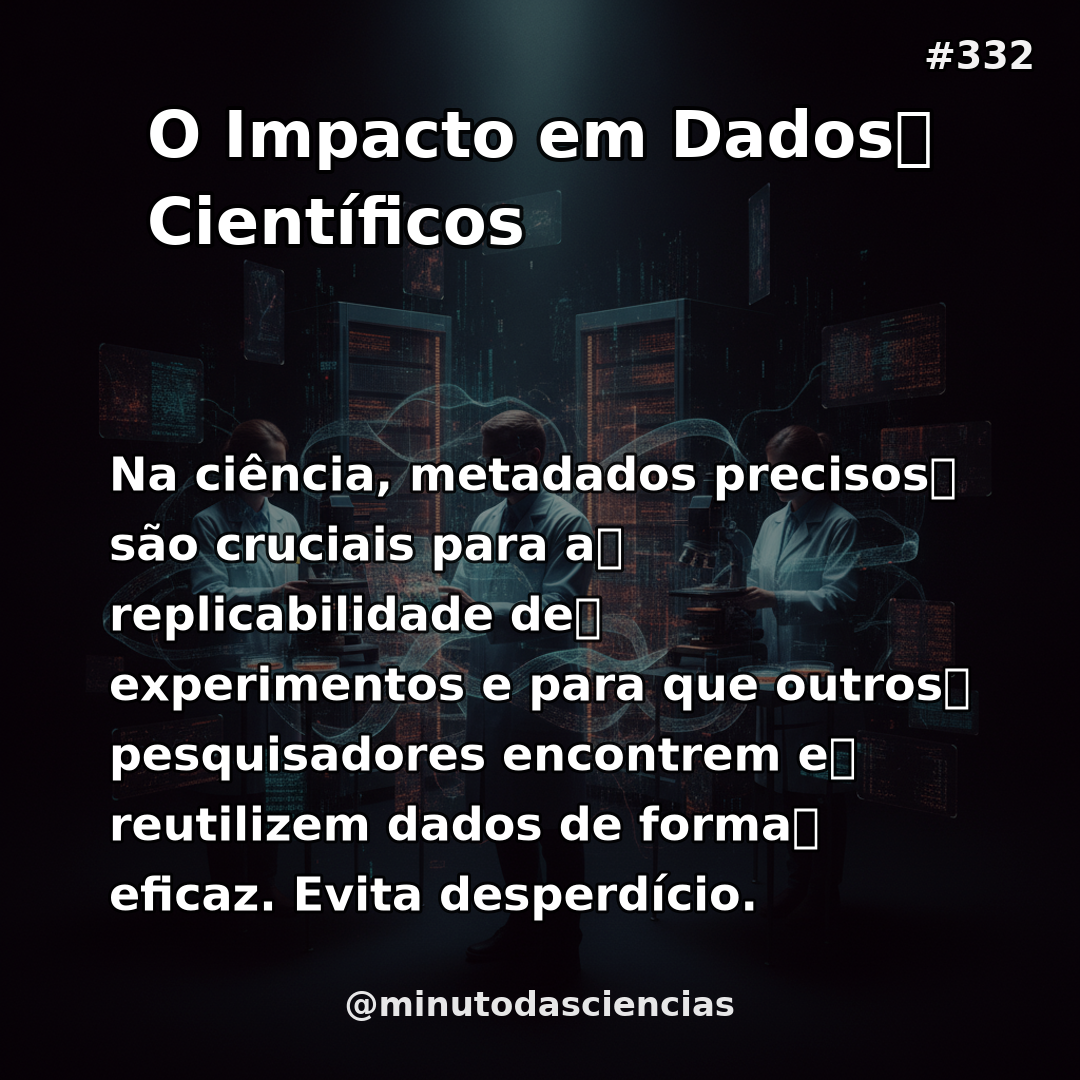 #332
O Impacto em Dados▯
Científicos
Na ciência, metadados precisos▯
são cruciais para a▯
replicabilidade de▯
experimentos e para que outros▯
pesquisadores encontrem e▯
reutilizem dados de forma▯
eficaz. Evita desperdício.
@minutodasciencias